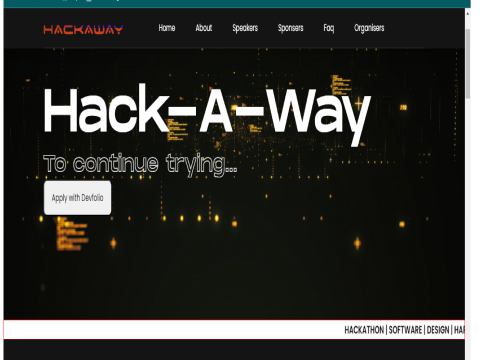 HACKAWAY Home About Speakers Sponsers Faq Organisers
Hack-A-Way
To continue trying...
Apply with Devfolio
HACKATHON | SOFTWARE | DESIGN | HA